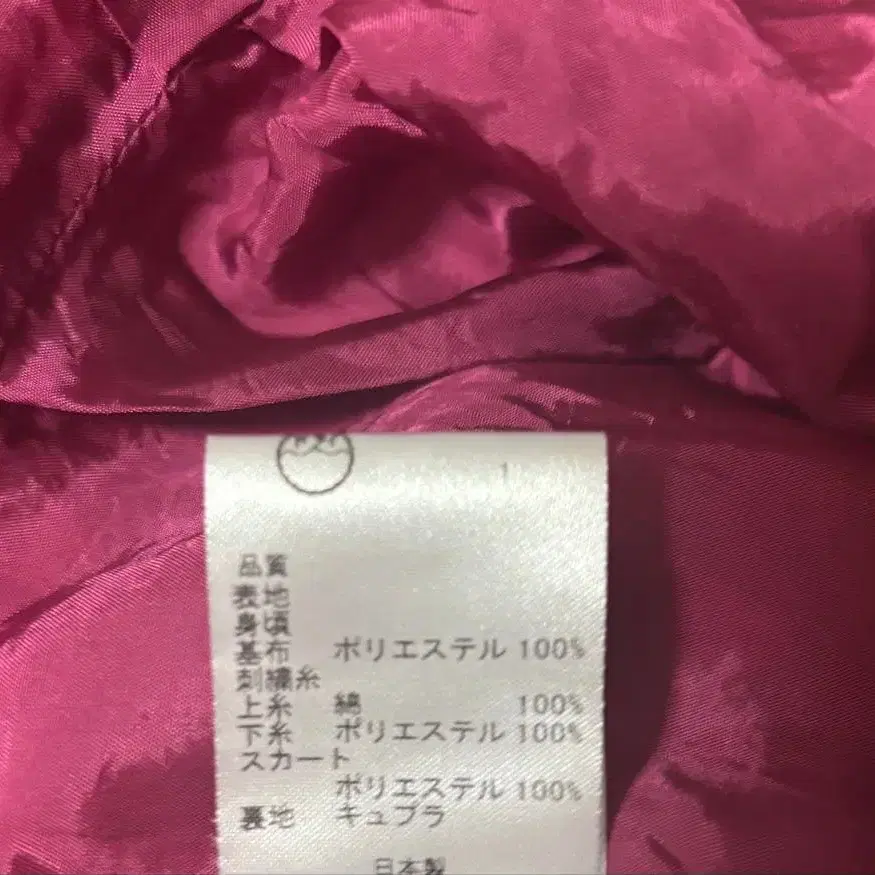 品質
表地
身頃
基布 ポリエステル 100%
刺繍糸
上糸 綿 100%
下糸 ポリエステル 100%
スカート
ポリエステル 100%
裏地 キュプラ
日本製